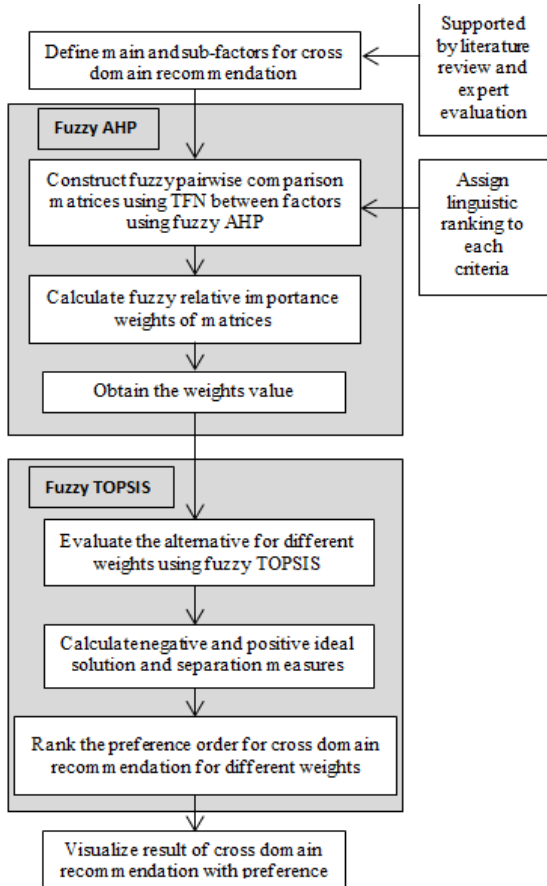 Define main and sub-factors for cross
domain recommendation
Supported
by literature
review and
expert
evaluation
Fuzzy AHP
Construct fuzzy pairwise comparison
matrices using TFN between factors
using fuzzy AHP
Assign
linguistic
ranking to
each
criteria
Calculate fuzzy relative importance
weights of matrices
Obtain the weights value
Fuzzy TOPSIS
Evaluate the alternative for different
weights using fuzzy TOPSIS
Calculate negative and positive ideal
solution and separation measures
Rank the preference order for cross domain
recommendation for different weights
Visualize result of cross domain
recommendation with preference